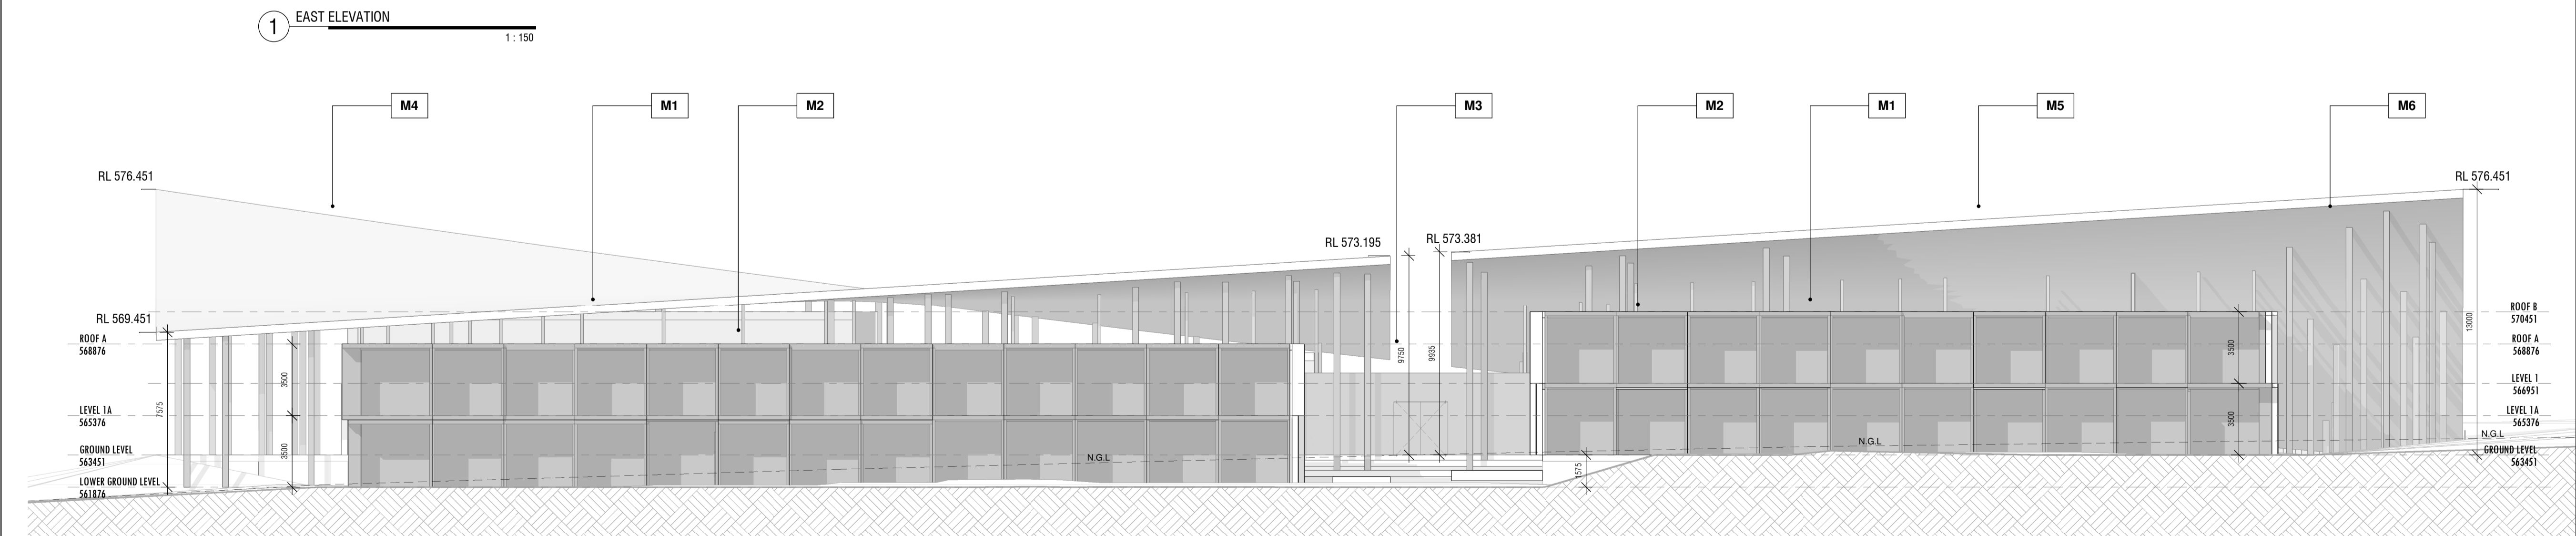 1 EAST ELEVATION
1 : 150
M4 M1 M2 M3 M2 M1 M5 M6
RL 576.451
RL 576.451
RL 573.195
RL 573.381
RL 569.451
ROOF A
568876
LEVEL 1A
565376
GROUND LEVEL
563451
LOWER GROUND LEVEL
561876
7575
3500
3500
N.G.L
9750
9935
1575
N.G.L
3500
3500
13000
ROOF B
570451
ROOF A
568876
LEVEL 1
566951
LEVEL 1A
565376
N.G.L
GROUND LEVEL
563451